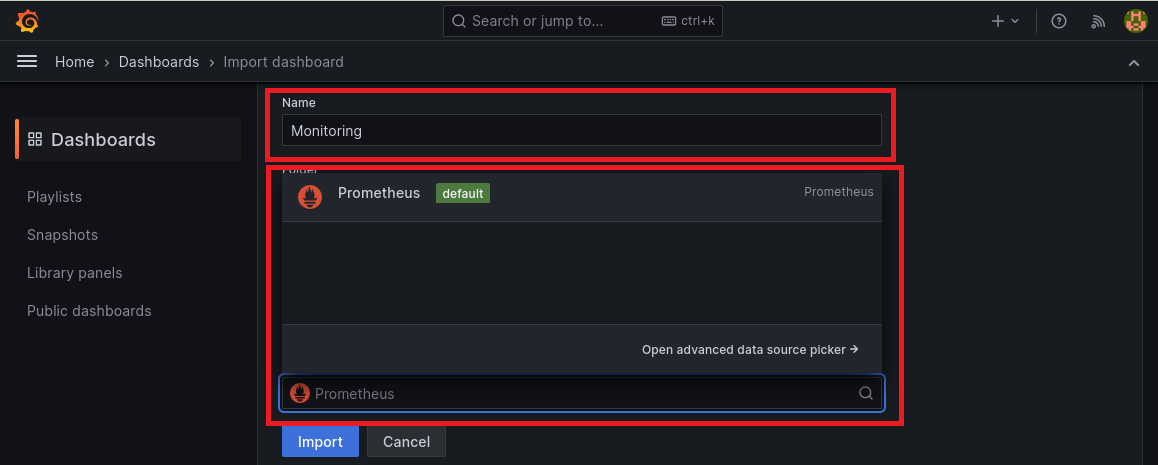 Search or jump to...
ctrl+k
Home › Dashboards › Import dashboard
Dashboards
Playlists
Snapshots
Library panels
Public dashboards
Name
Monitoring
Folder
Prometheus default Prometheus
Open advanced data source picker
Prometheus
Import Cancel